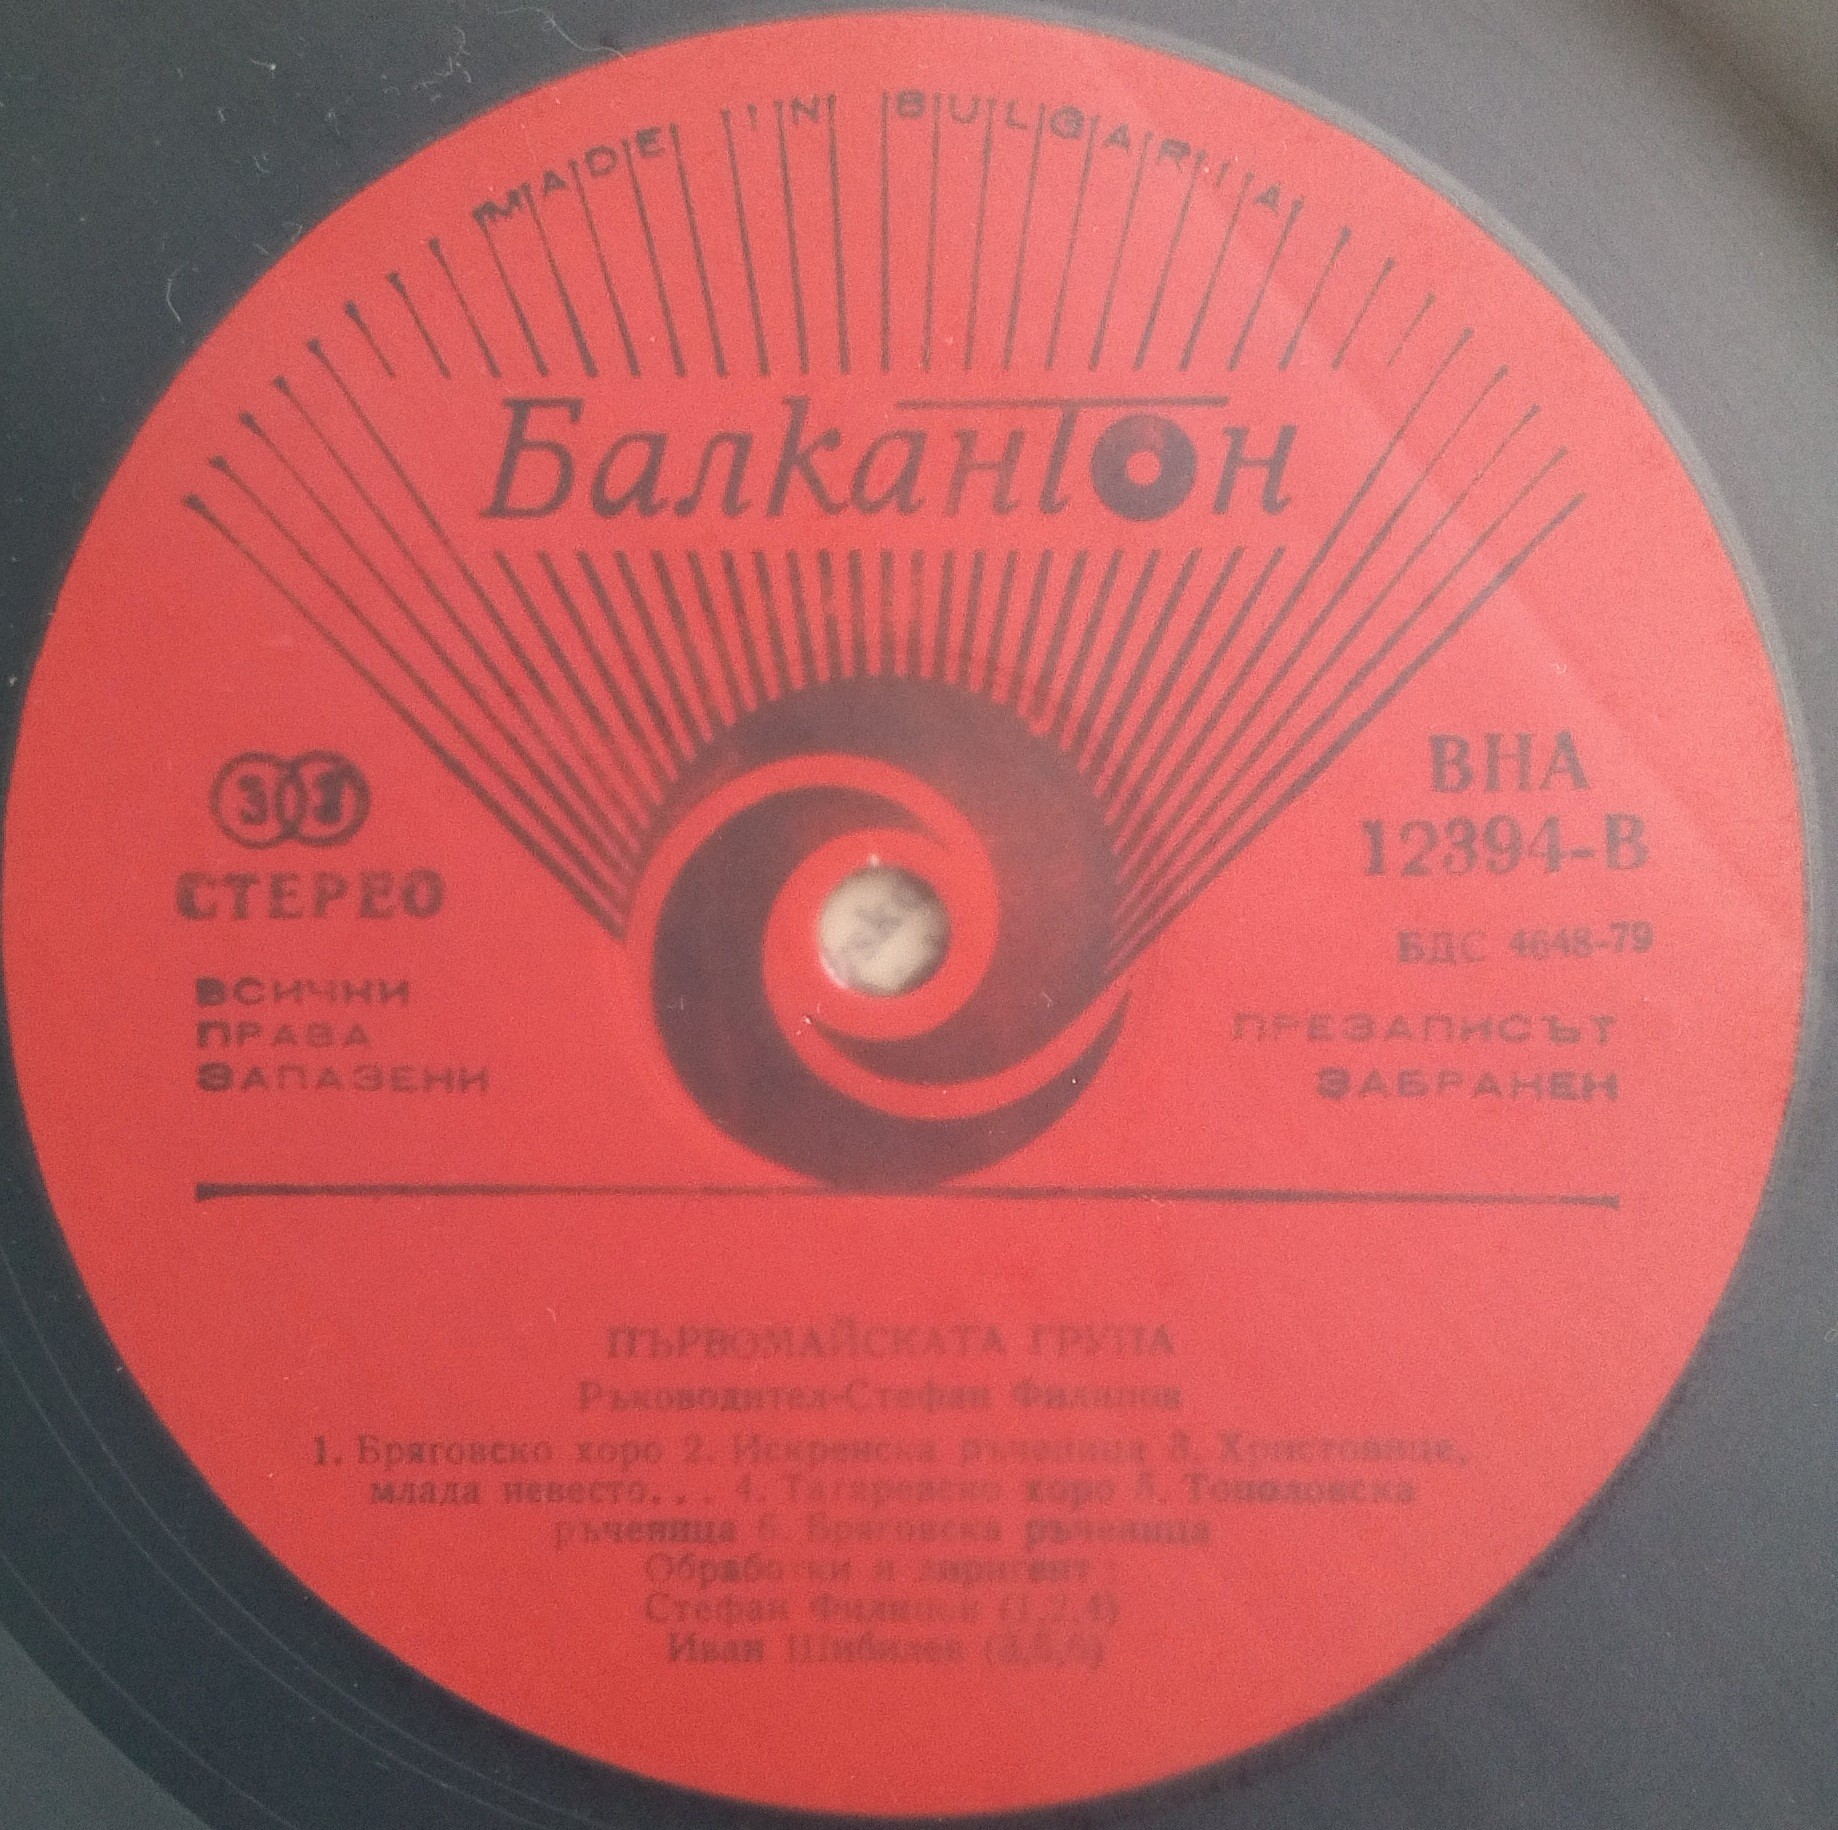 MADE IN BULGARIA
Балкантон
33
СТЕРЕО
ВСИЧКИ
ПРАВА
ЗАПАЗЕНИ
ВНА
12394-В
БДС 4648-79
ПРЕЗАПИСЪТ
ЗАБРАНЕН
ПЪРВОМАЙСКАТА ГРУПА
Ръководител-Стефан Филипов
1. Бряговско хоро 2. Искренска ръченица 3. Христовице,
млада невесто... 4. Татаревско хоро 5. Тополовска
ръченица 6. Бряговска ръченица
Обработки и диригент:
Стефан Филипов (1,2,4)
Иван Шибилев (3,5,6)